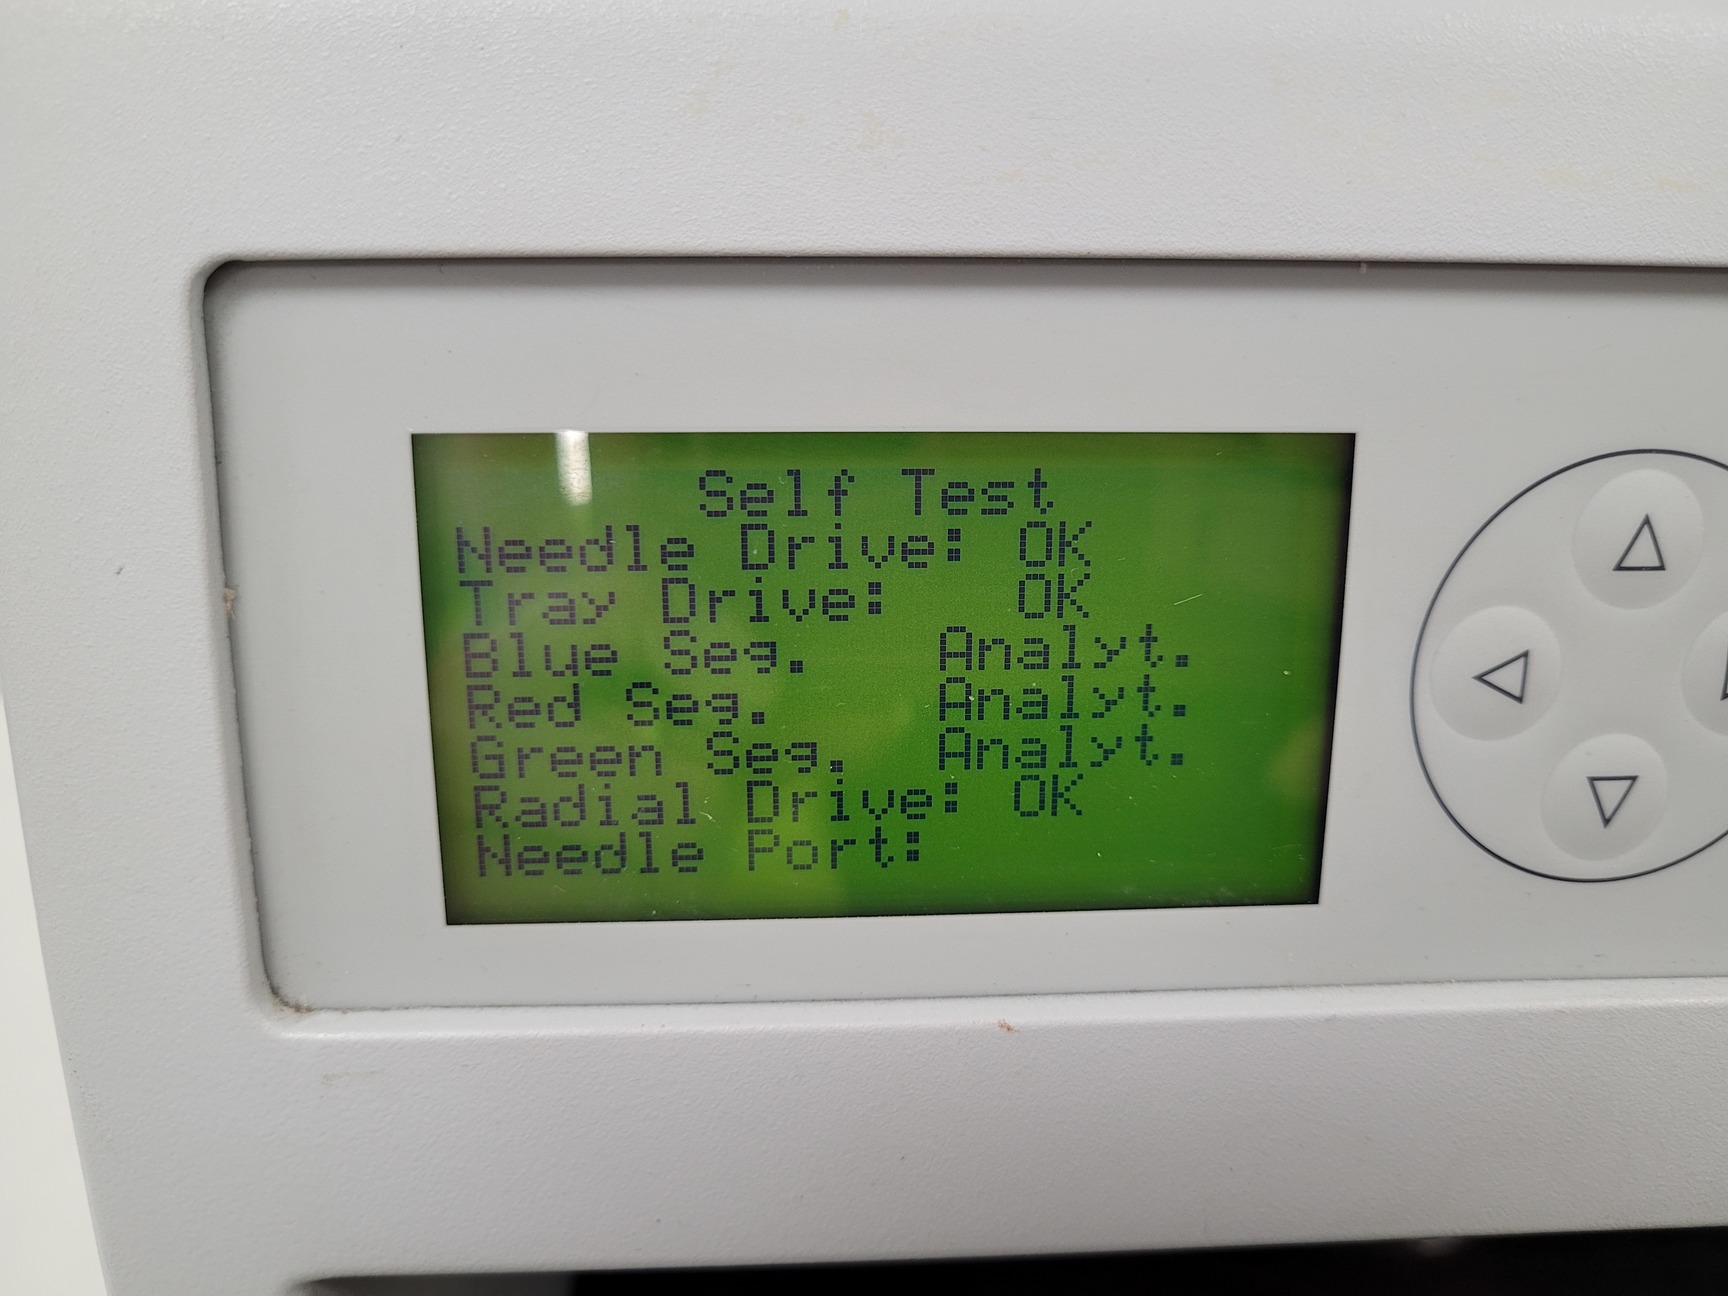 Self Test
Needle Drive: OK
Tray Drive: OK
Blue Seg. Analyt.
Red Seg. Analyt.
Green Seg. Analyt.
Radial Drive: OK
Needle Port: